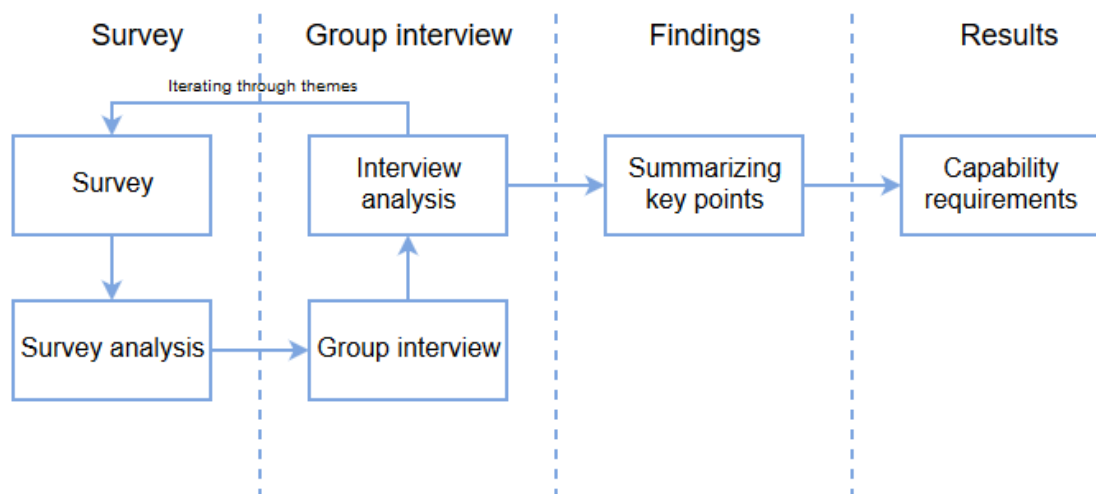 Survey
Group interview
Findings
Results
Iterating through themes
Survey
Interview
analysis
Summarizing
key points
Capability
requirements
Survey analysis
Group interview